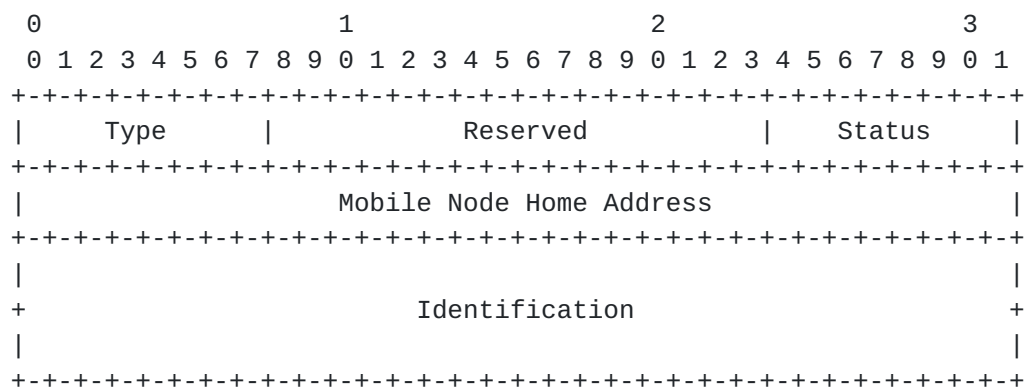 0                   1                   2                   3
 0 1 2 3 4 5 6 7 8 9 0 1 2 3 4 5 6 7 8 9 0 1 2 3 4 5 6 7 8 9 0 1
+-+-+-+-+-+-+-+-+-+-+-+-+-+-+-+-+-+-+-+-+-+-+-+-+-+-+-+-+-+-+-+-+
|     Type      |            Reserved           |    Status     |
+-+-+-+-+-+-+-+-+-+-+-+-+-+-+-+-+-+-+-+-+-+-+-+-+-+-+-+-+-+-+-+-+
|                    Mobile Node Home Address                   |
+-+-+-+-+-+-+-+-+-+-+-+-+-+-+-+-+-+-+-+-+-+-+-+-+-+-+-+-+-+-+-+-+
|                                                               |
+                         Identification                        +
|                                                               |
+-+-+-+-+-+-+-+-+-+-+-+-+-+-+-+-+-+-+-+-+-+-+-+-+-+-+-+-+-+-+-+-+